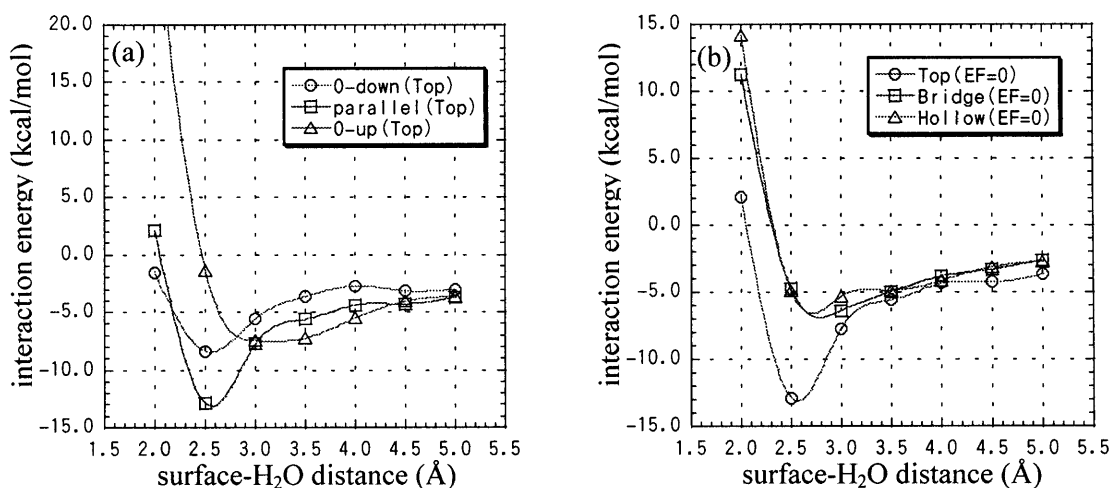 (a)
interaction energy (kcal/mol)
20.0
15.0
10.0
5.0
0.0
-5.0
-10.0
-15.0
O-down(Top)
parallel(Top)
O-up(Top)
1.5 2.0 2.5 3.0 3.5 4.0 4.5 5.0 5.5
surface-H₂O distance (Å)
(b)
interaction energy (kcal/mol)
15.0
10.0
5.0
0.0
-5.0
-10.0
-15.0
Top(EF=0)
Bridge(EF=0)
Hollow(EF=0)
1.5 2.0 2.5 3.0 3.5 4.0 4.5 5.0 5.5
surface-H₂O distance (Å)